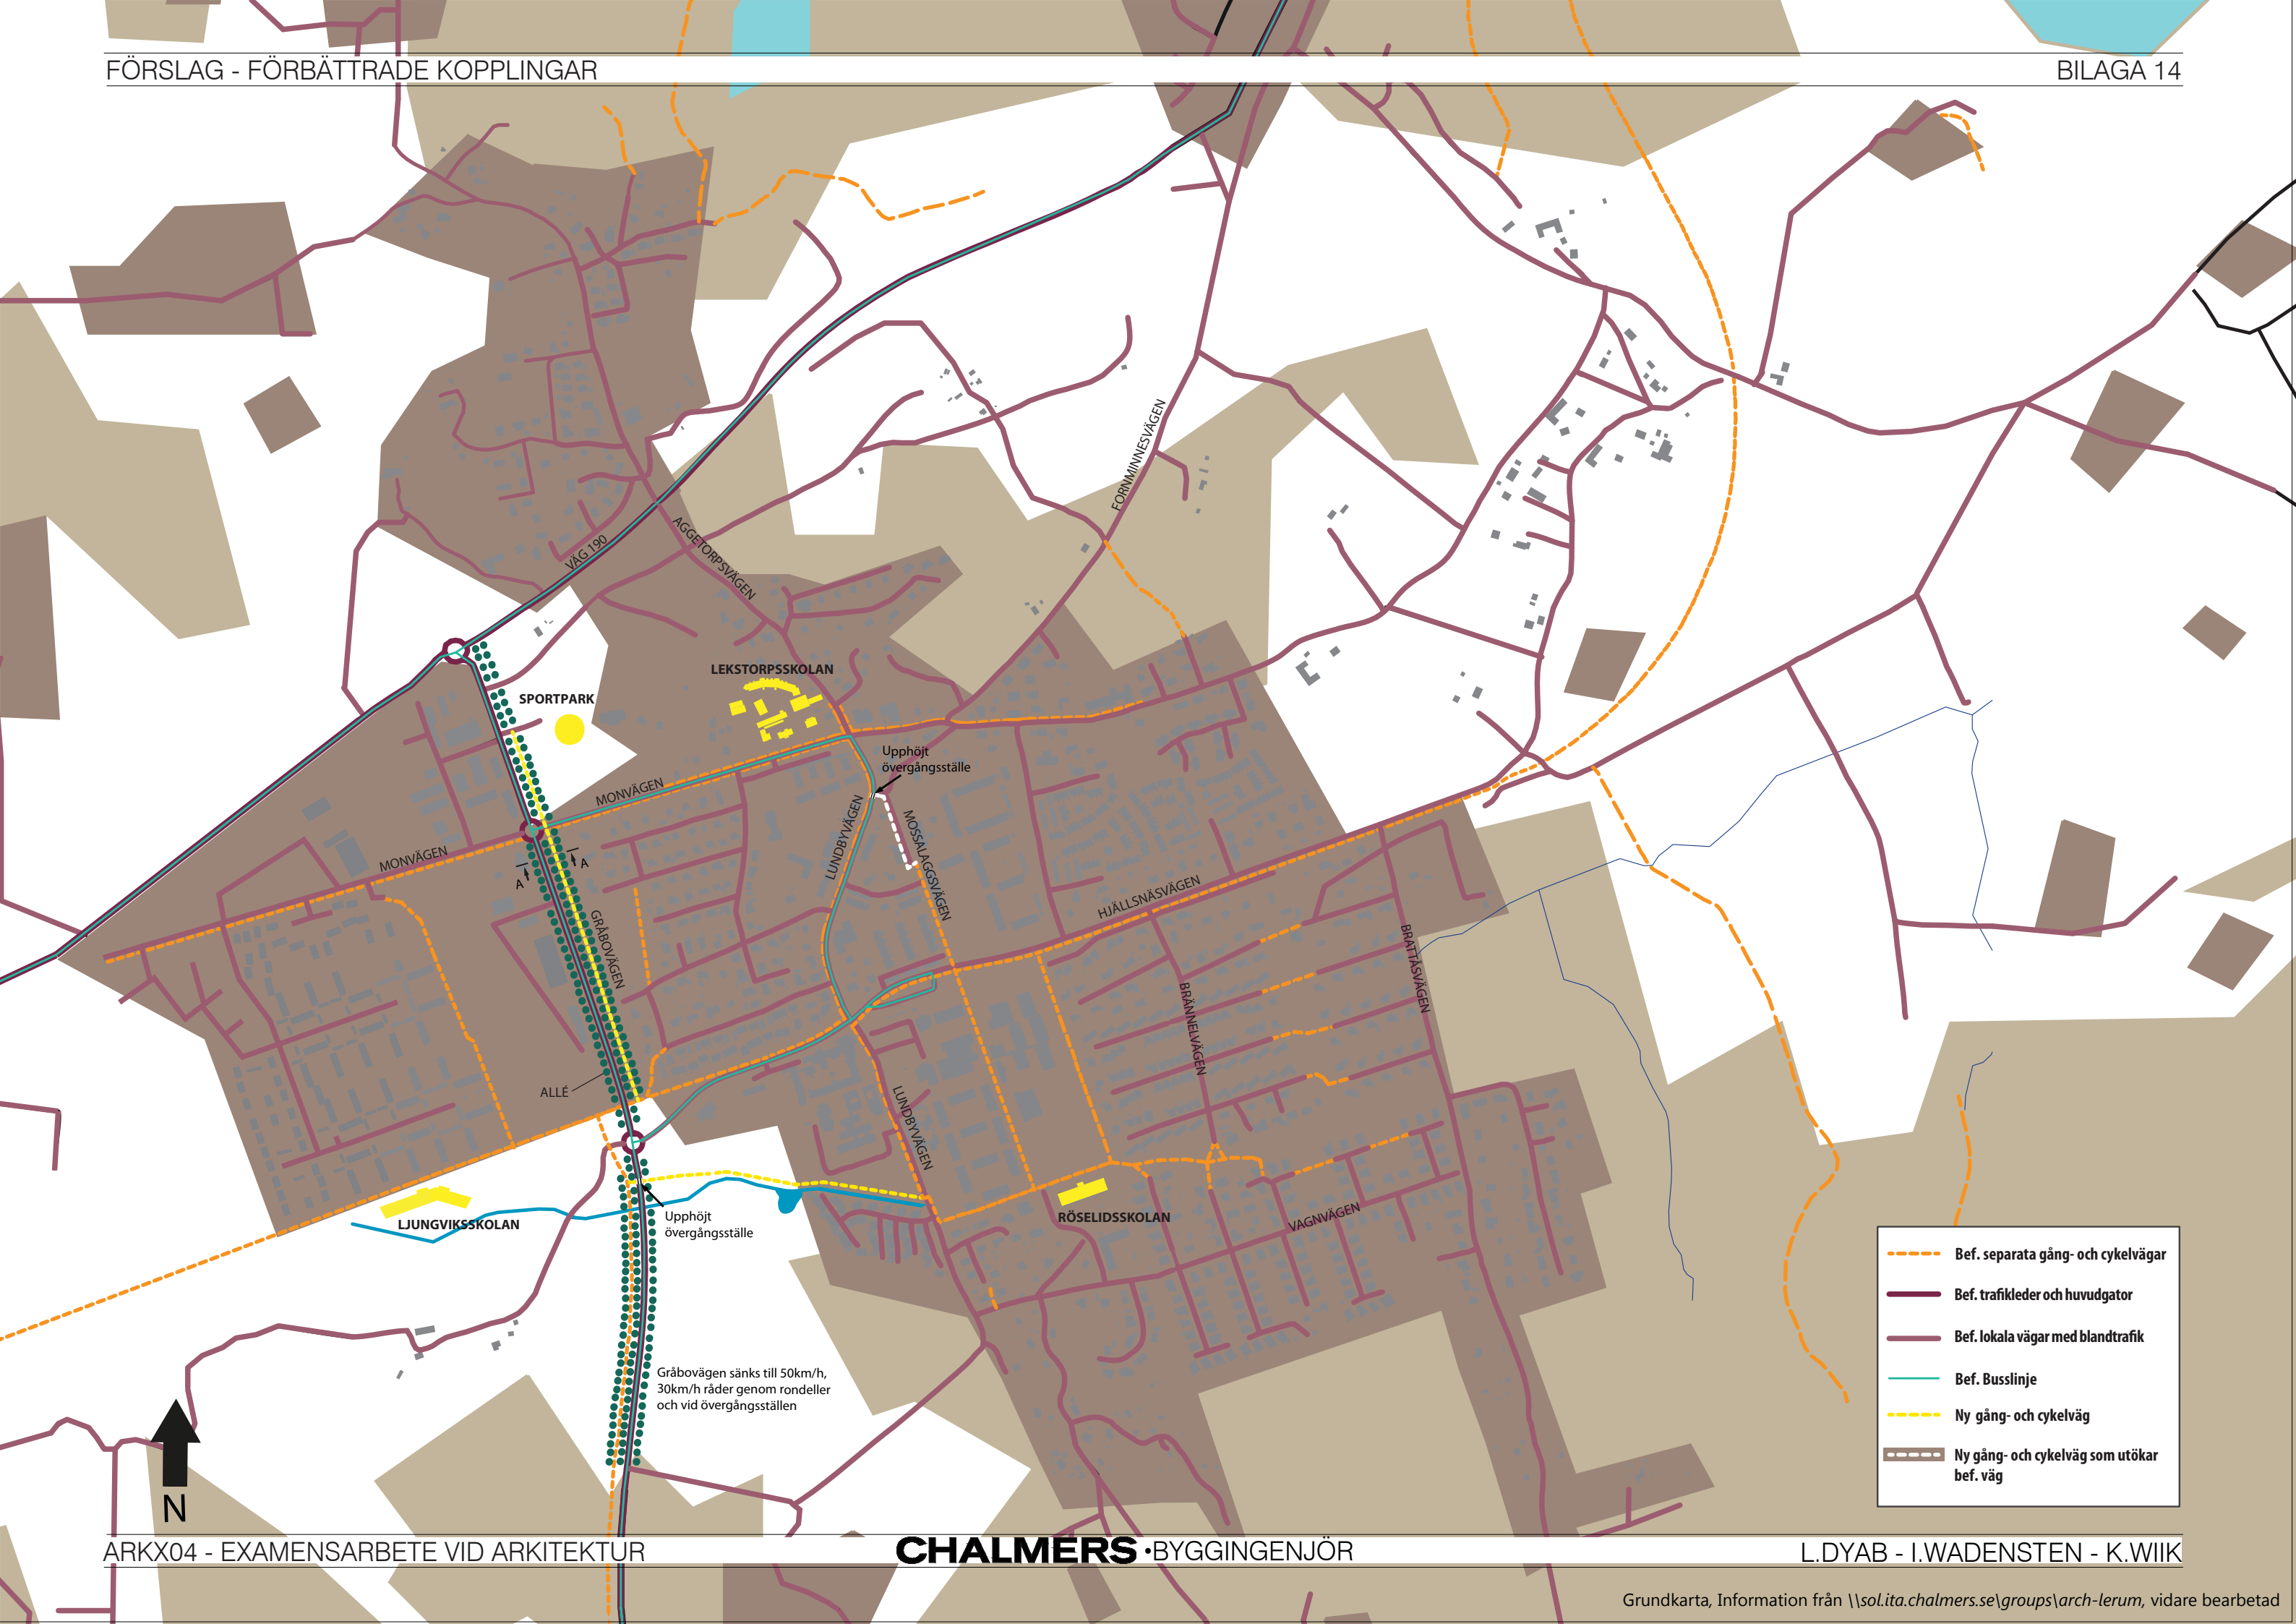 FÖRSLAG - FÖRBÄTTRADE KOPPLINGAR
BILAGA 14
FORNMINNESVÄGEN
VÄG 190
AGGETORPSVÄGEN
LEKSTORPSSKOLAN
SPORTPARK
Upphöjt
övergångsställe
MONVÄGEN
LUNDBYVÄGEN
MOSSALAGGSVÄGEN
MONVÄGEN
A
A
HJÄLLSNÄSVÄGEN
GRÅBOVÄGEN
BRATTÅSVÄGEN
BRÄNNELVÄGEN
ALLÉ
LUNDBYVÄGEN
LJUNGVIKSSKOLAN
Upphöjt
övergångsställe
RÖSELIDSSKOLAN
VAGNVÄGEN
Gråbovägen sänks till 50km/h,
30km/h råder genom rondeller
och vid övergångsställen
Bef. separata gång- och cykelvägar
Bef. trafikleder och huvudgator
Bef. lokala vägar med blandtrafik
Bef. Busslinje
Ny gång- och cykelväg
Ny gång- och cykelväg som utökar
bef. väg
N
ARKX04 - EXAMENSARBETE VID ARKITEKTUR
CHALMERS •BYGGINGENJÖR
L.DYAB - I.WADENSTEN - K.WIIK
Grundkarta, Information från \\sol.ita.chalmers.se\groups\arch-lerum, vidare bearbetad